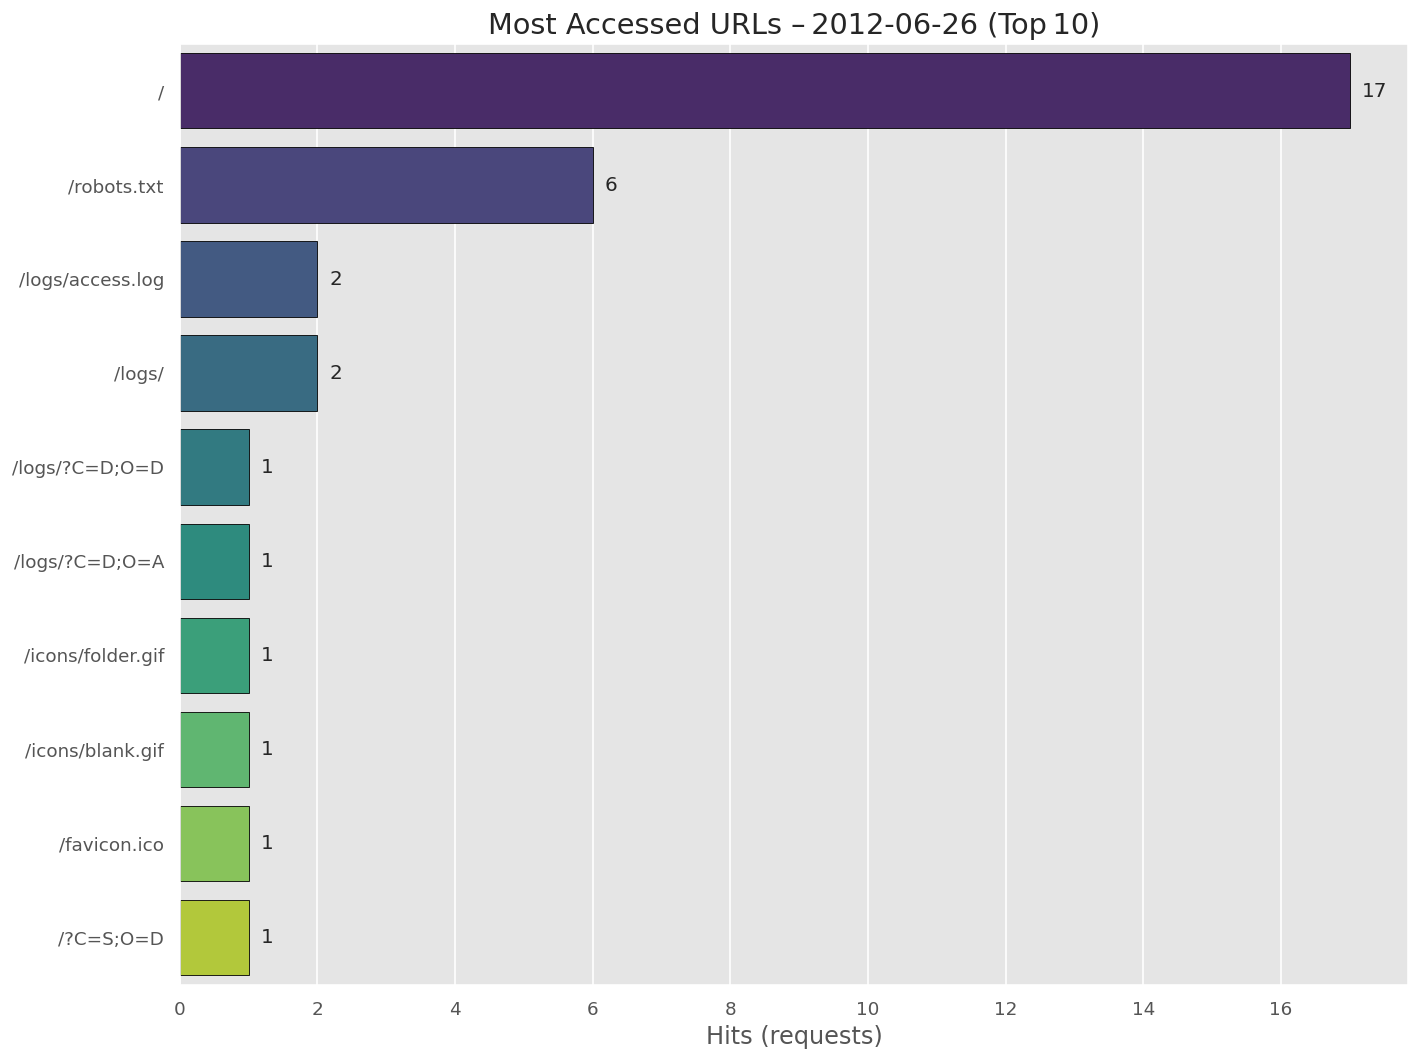 Most Accessed URLs – 2012-06-26 (Top 10)
/ 17
/robots.txt 6
/logs/access.log 2
/logs/ 2
/logs/?C=D;O=D 1
/logs/?C=D;O=A 1
/icons/folder.gif 1
/icons/blank.gif 1
/favicon.ico 1
/?C=S;O=D 1
0 2 4 6 8 10 12 14 16
Hits (requests)